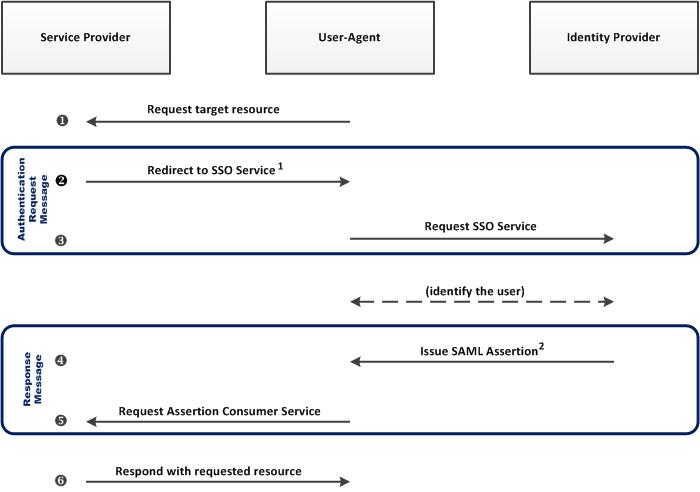 Service Provider
User-Agent
Identity Provider
❶
Request target resource
Authentication
Request
Message
❷
Redirect to SSO Service 1
❸
Request SSO Service
(identify the user)
Response
Message
❹
Issue SAML Assertion2
❺
Request Assertion Consumer Service
❻
Respond with requested resource